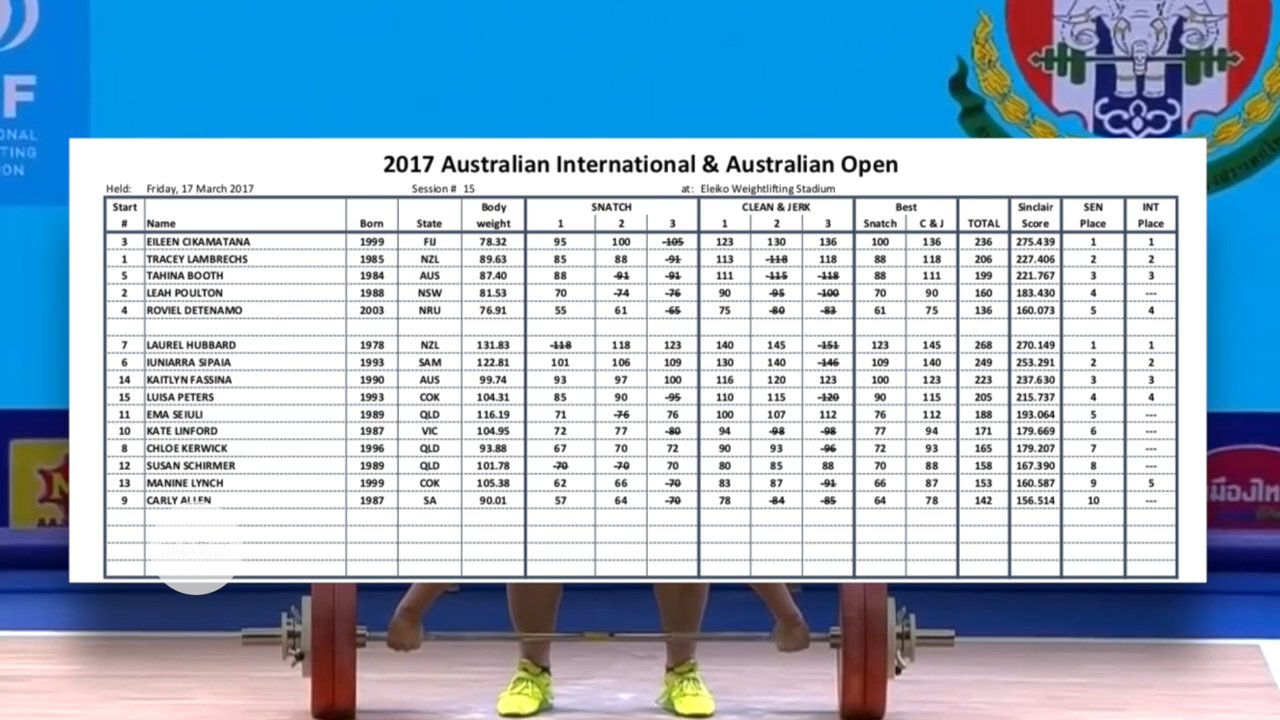 F
ONAL
TING
ION
2017 Australian International & Australian Open
Held: Friday, 17 March 2017 Session # 15 at: Eleiko Weightlifting Stadium
Start Body SNATCH CLEAN & JERK Best Sinclair SEN INT
# Name Born State weight 1 2 3 1 2 3 Snatch C & J TOTAL Score Place Place
3 EILEEN CIKAMATANA 1999 FIJ 78.32 95 100 -105 123 130 136 100 136 236 275.439 1 1
1 TRACEY LAMBRECHS 1985 NZL 89.63 85 88 -91 113 -118 118 88 118 206 227.406 2 2
5 TAHINA BOOTH 1984 AUS 87.40 88 -91 -91 111 -115 -118 88 111 199 221.767 3 3
2 LEAH POULTON 1988 NSW 81.53 70 -74 -76 90 -95 -100 70 90 160 183.430 4 ---
4 ROVIEL DETENAMO 2003 NRU 76.91 55 61 -65 75 -80 -83 61 75 136 160.073 5 4
7 LAUREL HUBBARD 1978 NZL 131.83 -118 118 123 140 145 -151 123 145 268 270.149 1 1
6 IUNIARRA SIPAIA 1993 SAM 122.81 101 106 109 130 140 -146 109 140 249 253.291 2 2
14 KAITLYN FASSINA 1990 AUS 99.74 93 97 100 116 120 123 100 123 223 237.630 3 3
15 LUISA PETERS 1993 COK 104.31 85 90 -95 110 115 -120 90 115 205 215.737 4 4
11 EMA SEIULI 1989 QLD 116.19 71 -76 76 100 107 112 76 112 188 193.064 5 ---
10 KATE LINFORD 1987 VIC 104.95 72 77 -80 94 -98 -98 77 94 171 179.669 6 ---
8 CHLOE KERWICK 1996 QLD 93.88 67 70 72 90 93 -96 72 93 165 179.207 7 ---
12 SUSAN SCHIRMER 1989 QLD 101.78 -70 -70 70 80 85 88 70 88 158 167.390 8 ---
13 MANINE LYNCH 1999 COK 105.38 62 66 -70 83 87 -91 66 87 153 160.587 9 5
9 CARLY ALLEN 1987 SA 90.01 57 64 -70 78 -84 -85 64 78 142 156.514 10 ---
เมืองไท